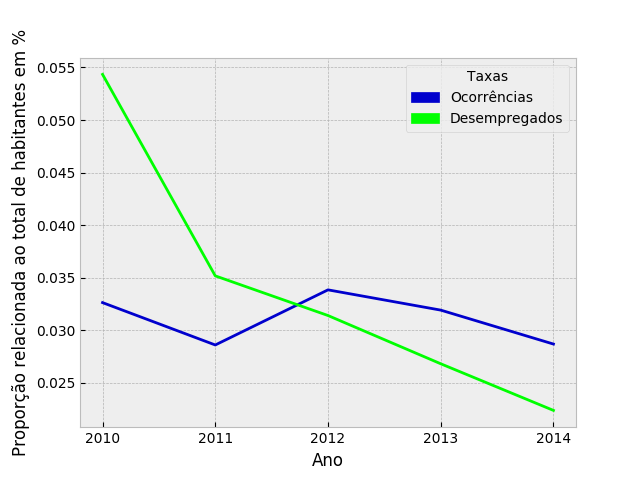 Proporção relacionada ao total de habitantes em %
0.055
0.050
0.045
0.040
0.035
0.030
0.025
Taxas
Ocorrências
Desempregados
2010 2011 2012 2013 2014
Ano